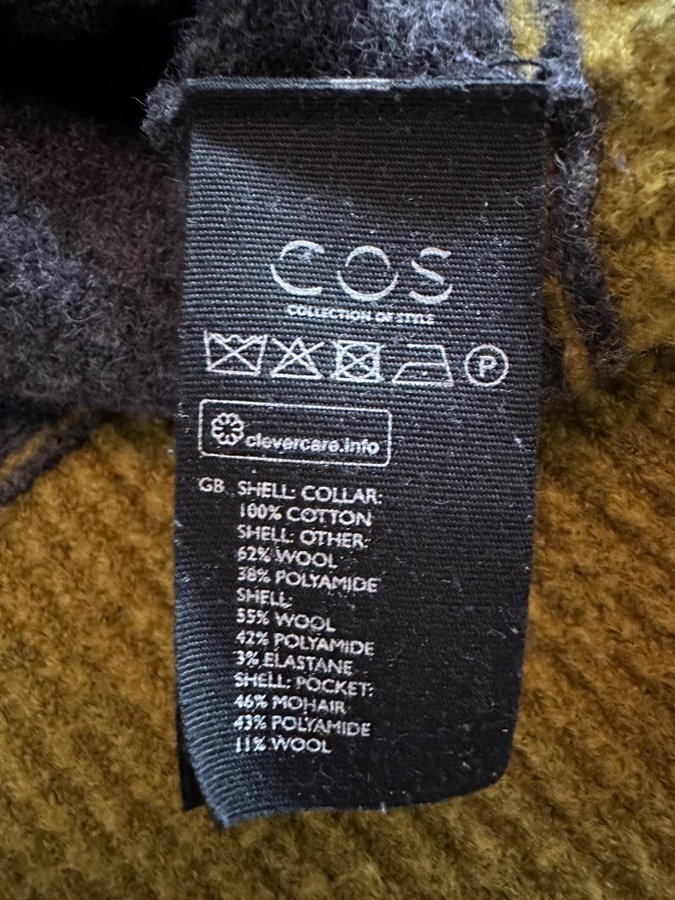 COS
COLLECTION OF STYLE
P
clevercare.info
GB SHELL: COLLAR:
100% COTTON
SHELL: OTHER:
62% WOOL
38% POLYAMIDE
SHELL:
55% WOOL
42% POLYAMIDE
3% ELASTANE
SHELL: POCKET:
46% MOHAIR
43% POLYAMIDE
11% WOOL